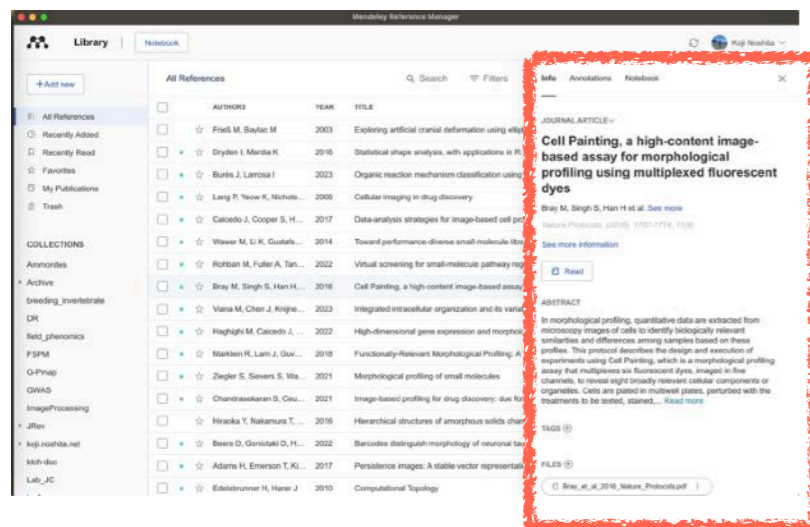 Mendeley Reference Manager
Library
Notebook
Koji Noshita
+Add new
All References
Recently Added
Recently Read
Favorites
My Publications
Trash
COLLECTIONS
Ammonites
Archive
breeding_invertebrate
DR
field_phenomics
FSPM
G-Pmap
GWAS
ImageProcessing
JRev
koji.noshita.net
ktch-doc
Lab_JC
All References
Search
Filters
AUTHORS YEAR TITLE
Frieß M, Baylac M 2003 Exploring artificial cranial deformation using ellipt
Dryden I, Mardia K 2016 Statistical shape analysis, with applications in R:
Burés J, Larrosa I 2023 Organic reaction mechanism classification using
Lang P, Yeow K, Nichols... 2006 Cellular imaging in drug discovery
Caicedo J, Cooper S, H... 2017 Data-analysis strategies for image-based cell pro
Wawer M, Li K, Gustafs... 2014 Toward performance-diverse small-molecule libr
Rohban M, Fuller A, Tan... 2022 Virtual screening for small-molecule pathway reg
Bray M, Singh S, Han H,... 2016 Cell Painting, a high-content image-based assay
Viana M, Chen J, Knijne... 2023 Integrated intracellular organization and its varia
Haghighi M, Caicedo J, ... 2022 High-dimensional gene expression and morpholo
Marklein R, Lam J, Guv... 2018 Functionally-Relevant Morphological Profiling: A
Ziegler S, Sievers S, Wa... 2021 Morphological profiling of small molecules
Chandrasekaran S, Ceu... 2021 Image-based profiling for drug discovery: due for
Hiraoka Y, Nakamura T, ... 2016 Hierarchical structures of amorphous solids char
Beers D, Goniotaki D, H... 2022 Barcodes distinguish morphology of neuronal tau
Adams H, Emerson T, Ki... 2017 Persistence images: A stable vector representati
Edelsbrunner H, Harer J 2010 Computational Topology
Info Annotations Notebook
JOURNAL ARTICLE
Cell Painting, a high-content image-
based assay for morphological
profiling using multiplexed fluorescent
dyes
Bray M, Singh S, Han H et al. See more
Nature Protocols, (2016), 1757-1774, 11(9)
See more information
Read
ABSTRACT
In morphological profiling, quantitative data are extracted from
microscopy images of cells to identify biologically relevant
similarities and differences among samples based on these
profiles. This protocol describes the design and execution of
experiments using Cell Painting, which is a morphological profiling
assay that multiplexes six fluorescent dyes, imaged in five
channels, to reveal eight broadly relevant cellular components or
organelles. Cells are plated in multiwell plates, perturbed with the
treatments to be tested, stained,... Read more
TAGS
FILES
Bray_et_al_2016_Nature_Protocols.pdf